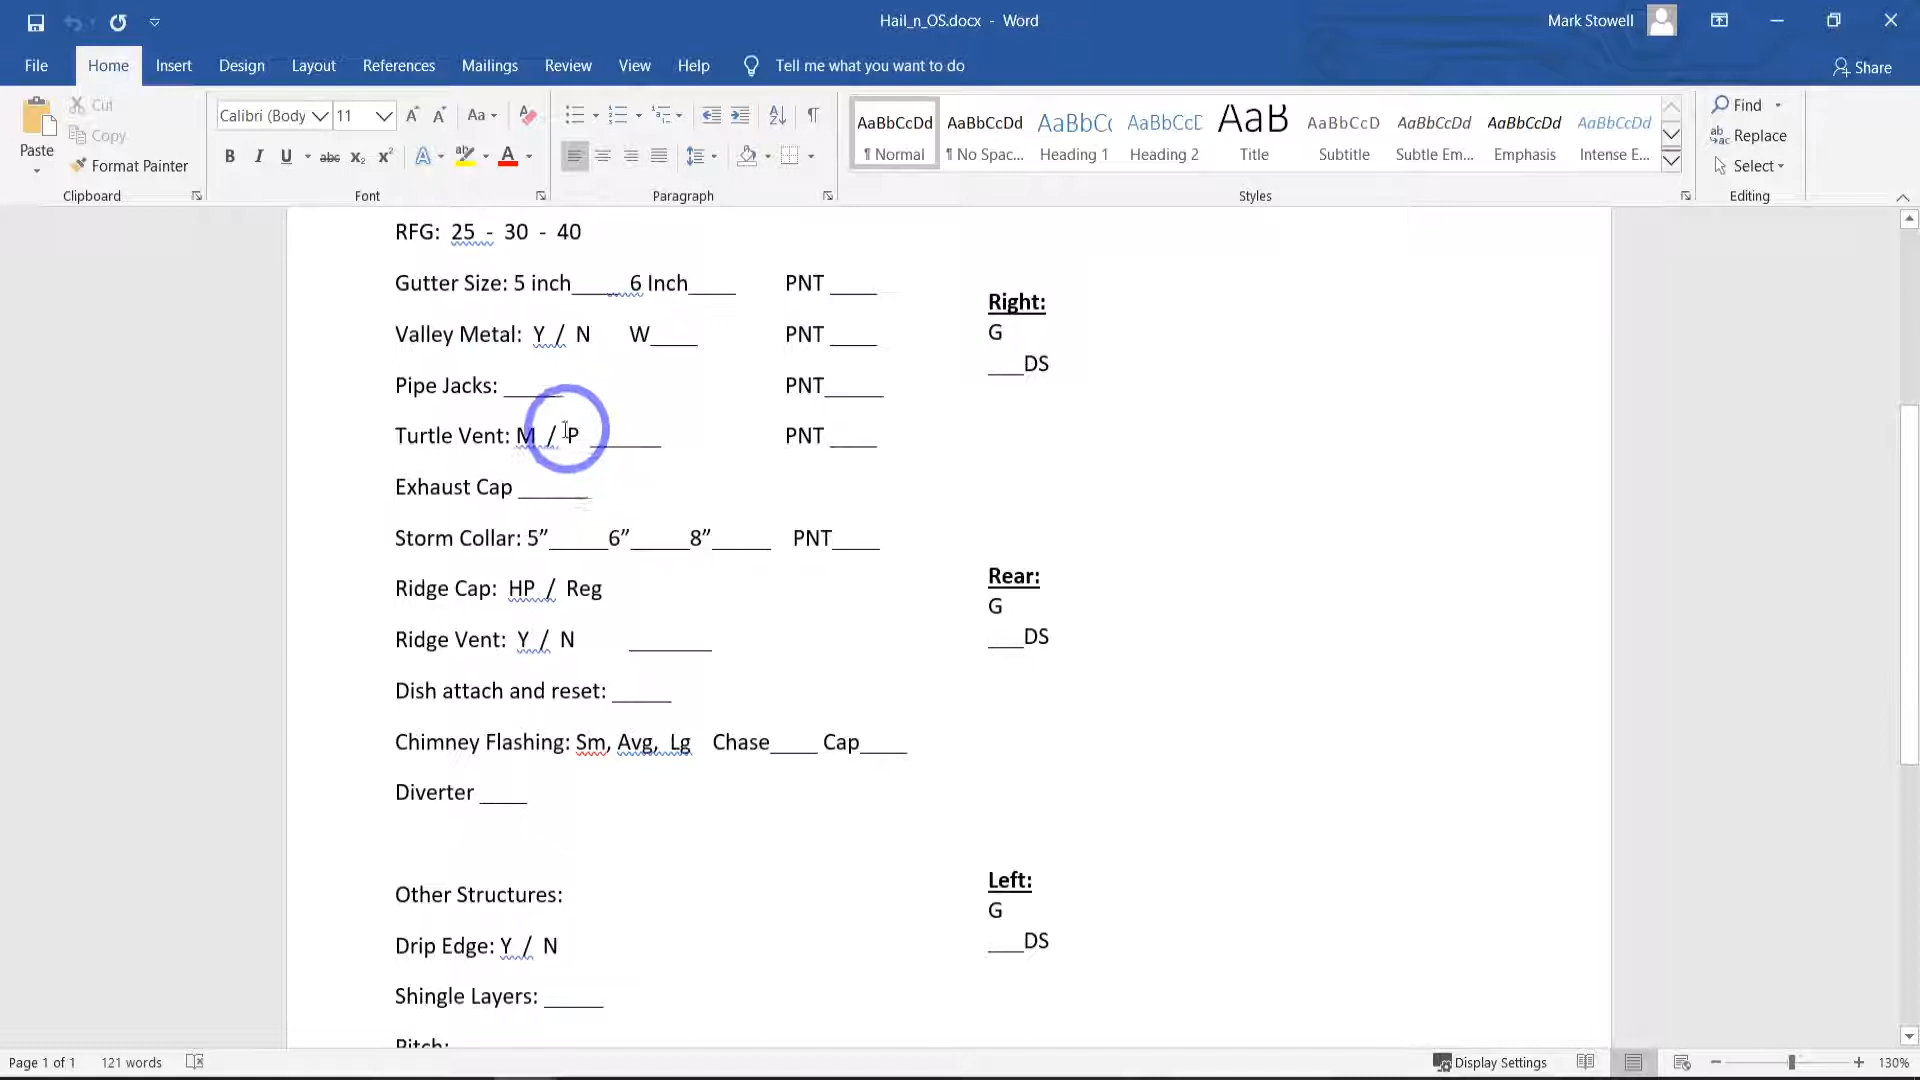 Hail_n_OS.docx - Word
Mark Stowell
File Home Insert Design Layout References Mailings Review View Help Tell me what you want to do Share
Paste
Cut
Copy
Format Painter
Clipboard
Calibri (Body 11
Font
Paragraph
AaBbCcDd AaBbCcDd AaBbC( AaBbCcC AaB AaBbCcD AaBbCcDd AaBbCcDd AaBbCcDd
¶ Normal ¶ No Spac... Heading 1 Heading 2 Title Subtitle Subtle Em... Emphasis Intense E...
Styles
Find
Replace
Select
Editing
RFG: 25 - 30 - 40
Gutter Size: 5 inch____ 6 Inch____ PNT ____
Valley Metal: Y / N W____ PNT ____
Pipe Jacks: _____ PNT_____
Turtle Vent: M / P ______ PNT ____
Exhaust Cap ______
Storm Collar: 5”_____6”_____8”_____ PNT____
Ridge Cap: HP / Reg
Ridge Vent: Y / N _______
Dish attach and reset: _____
Chimney Flashing: Sm, Avg, Lg Chase____ Cap____
Diverter ____
Other Structures:
Drip Edge: Y / N
Shingle Layers: _____
Pitch:
Right:
G
___DS
Rear:
G
___DS
Left:
G
___DS
Page 1 of 1 121 words Display Settings 130%